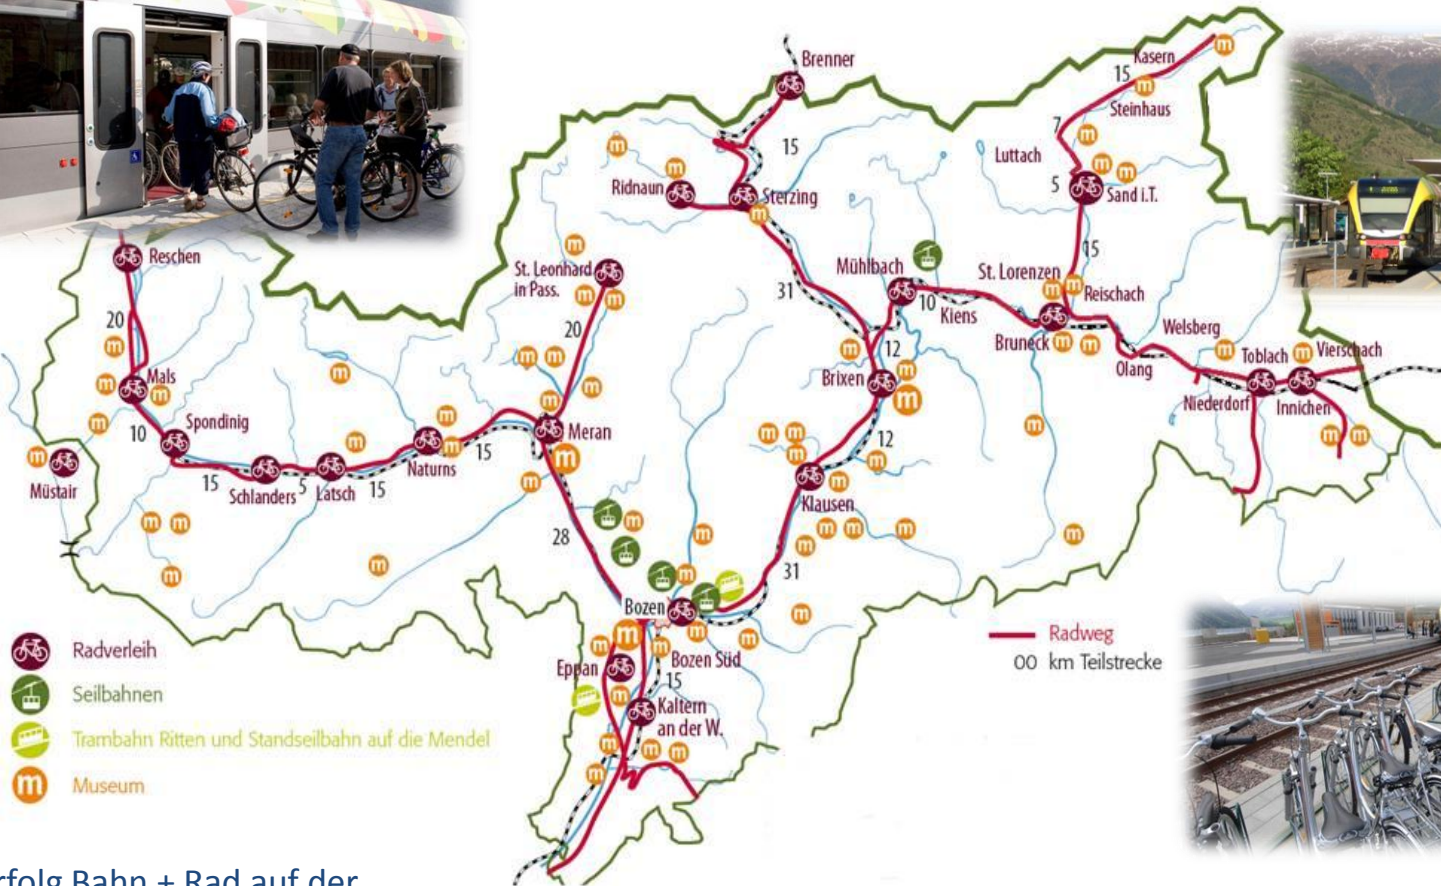 Brenner
Kasern
15
Steinhaus
15
7
Luttach
Ridnaun
Sterzing
5
Sand i.T.
Reschen
St. Leonhard
in Pass.
Mühlbach
St. Lorenzen
15
Reischach
31
10
Kiens
20
20
12
Bruneck
Welsberg
Olang
Toblach
Vierschach
Mals
Brixen
Niederdorf
Innichen
10
Spondinig
Meran
12
Naturns
15
Müstair
15
Schlanders
5
Latsch
15
Klausen
28
31
Bozen
Radweg
00 km Teilstrecke
Radverleih
Eppan
Bozen Süd
15
Seilbahnen
Kaltern
an der W.
Trambahn Ritten und Standseilbahn auf die Mendel
m Museum
rfolg Bahn + Rad auf der